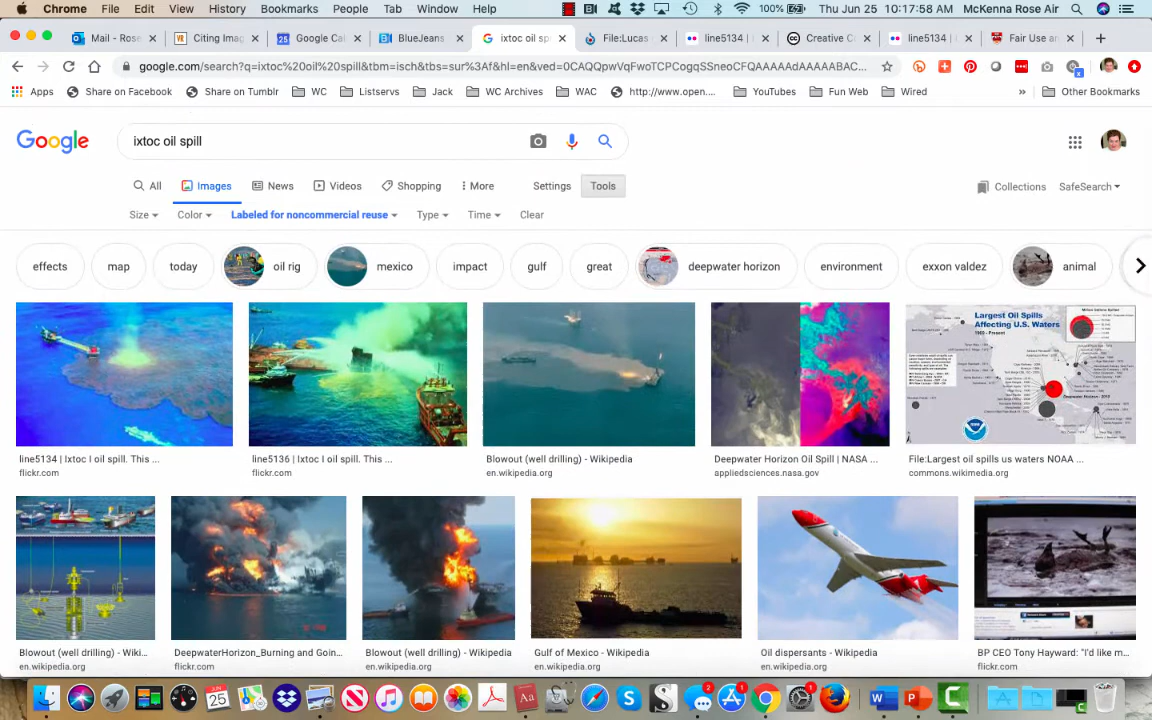 Chrome File Edit View History Bookmarks People Tab Window Help 100% Thu Jun 25 10:17:58 AM McKenna Rose Air
Mail - Rose Citing Imag Google Cal BlueJeans ixtoc oil sp File:Lucas line5134 | Creative C line5134 | Fair Use an
google.com/search?q=ixtoc%20oil%20spill&tbm=isch&tbs=sur%3Af&hl=en&ved=0CAQQpwVqFwoTCPCogqSSneoCFQAAAAAdAAAAABAC...
Apps Share on Facebook Share on Tumblr WC Listservs Jack WC Archives WAC http://www.open.... YouTubes Fun Web Wired » Other Bookmarks
Google ixtoc oil spill
All Images News Videos Shopping More Settings Tools Collections SafeSearch
Size Color Labeled for noncommercial reuse Type Time Clear
effects map today oil rig mexico impact gulf great deepwater horizon environment exxon valdez animal
Largest Oil Spills
Affecting U.S. Waters
1969 - Present
Deepwater Horizon - 2010
line5134 | Ixtoc I oil spill. This ... line5136 | Ixtoc I oil spill. This ... Blowout (well drilling) - Wikipedia Deepwater Horizon Oil Spill | NASA ... File:Largest oil spills us waters NOAA ...
flickr.com flickr.com en.wikipedia.org appliedsciences.nasa.gov commons.wikimedia.org
Blowout (well drilling) - Wiki... DeepwaterHorizon_Burning and Goin... Blowout (well drilling) - Wikipedia Gulf of Mexico - Wikipedia Oil dispersants - Wikipedia BP CEO Tony Hayward: "I'd like m...
en.wikipedia.org flickr.com en.wikipedia.org en.wikipedia.org en.wikipedia.org flickr.com